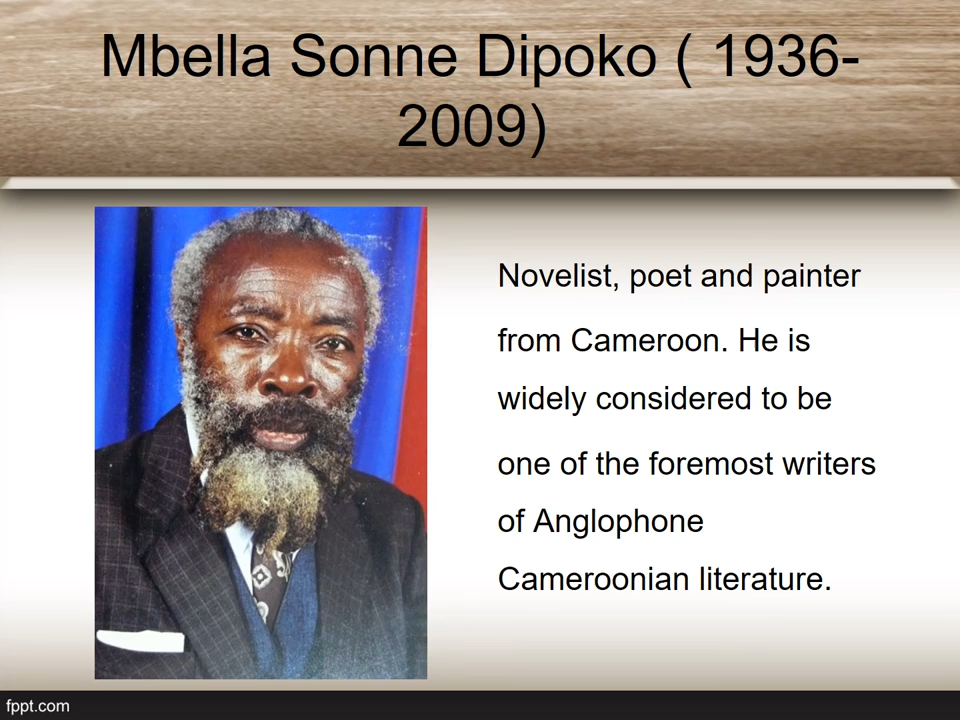 Mbella Sonne Dipoko ( 1936-
2009)
Novelist, poet and painter
from Cameroon. He is
widely considered to be
one of the foremost writers
of Anglophone
Cameroonian literature.
fppt.com